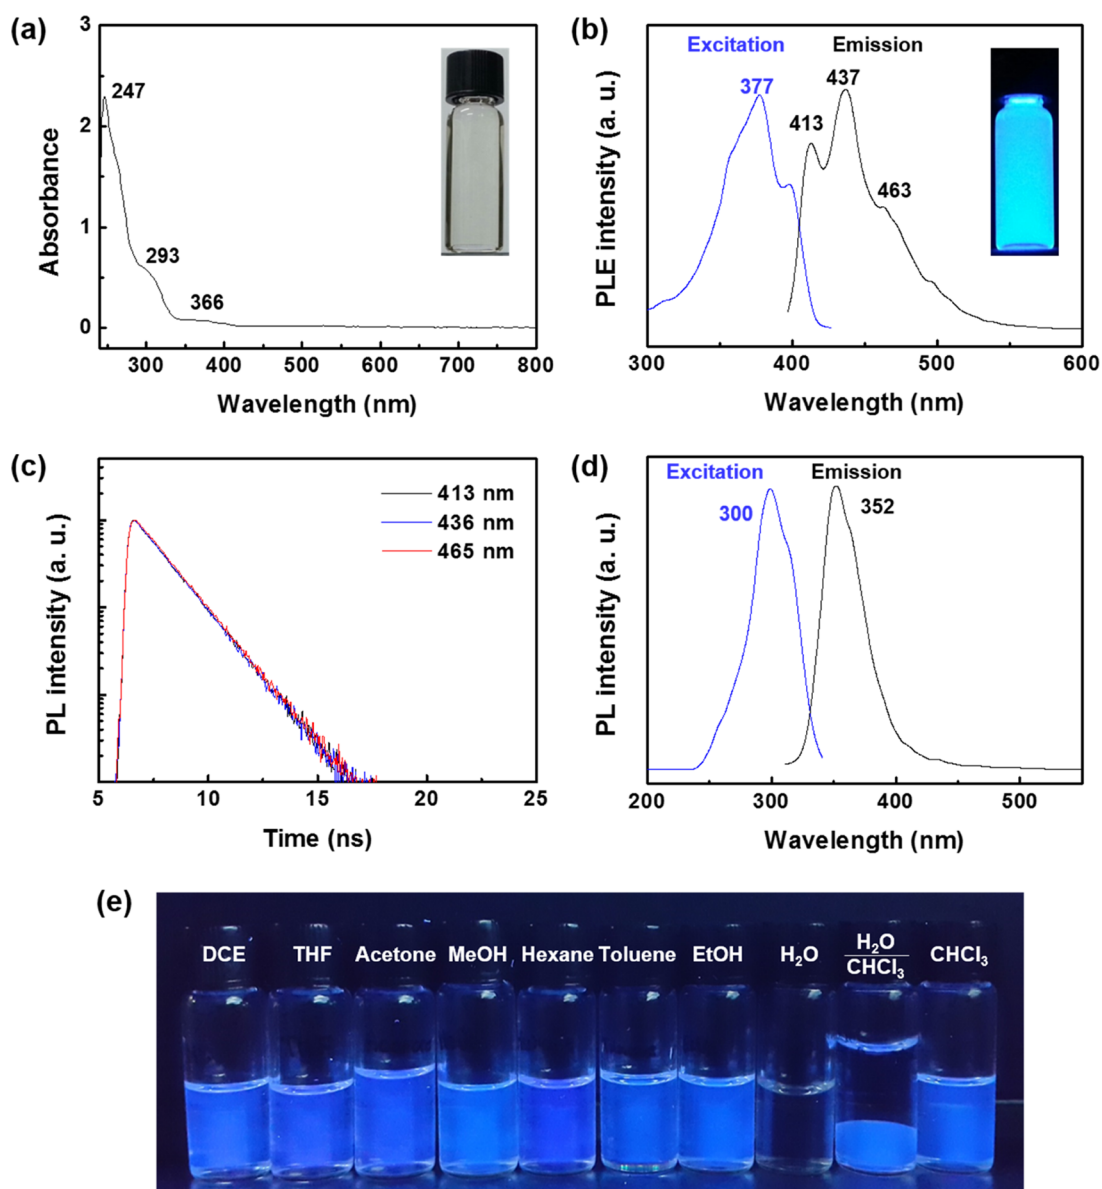 (a)
3
2
1
0
247
293
366
300 400 500 600 700 800
Absorbance
Wavelength (nm)
(b)
Excitation Emission
377
413
437
463
300 400 500 600
PLE intensity (a. u.)
Wavelength (nm)
(c)
413 nm
436 nm
465 nm
5 10 15 20 25
PL intensity (a. u.)
Time (ns)
(d)
Excitation Emission
300
352
200 300 400 500
PL intensity (a. u.)
Wavelength (nm)
(e)
DCE THF Acetone MeOH Hexane Toluene EtOH H₂O H₂O CHCl₃
CHCl₃